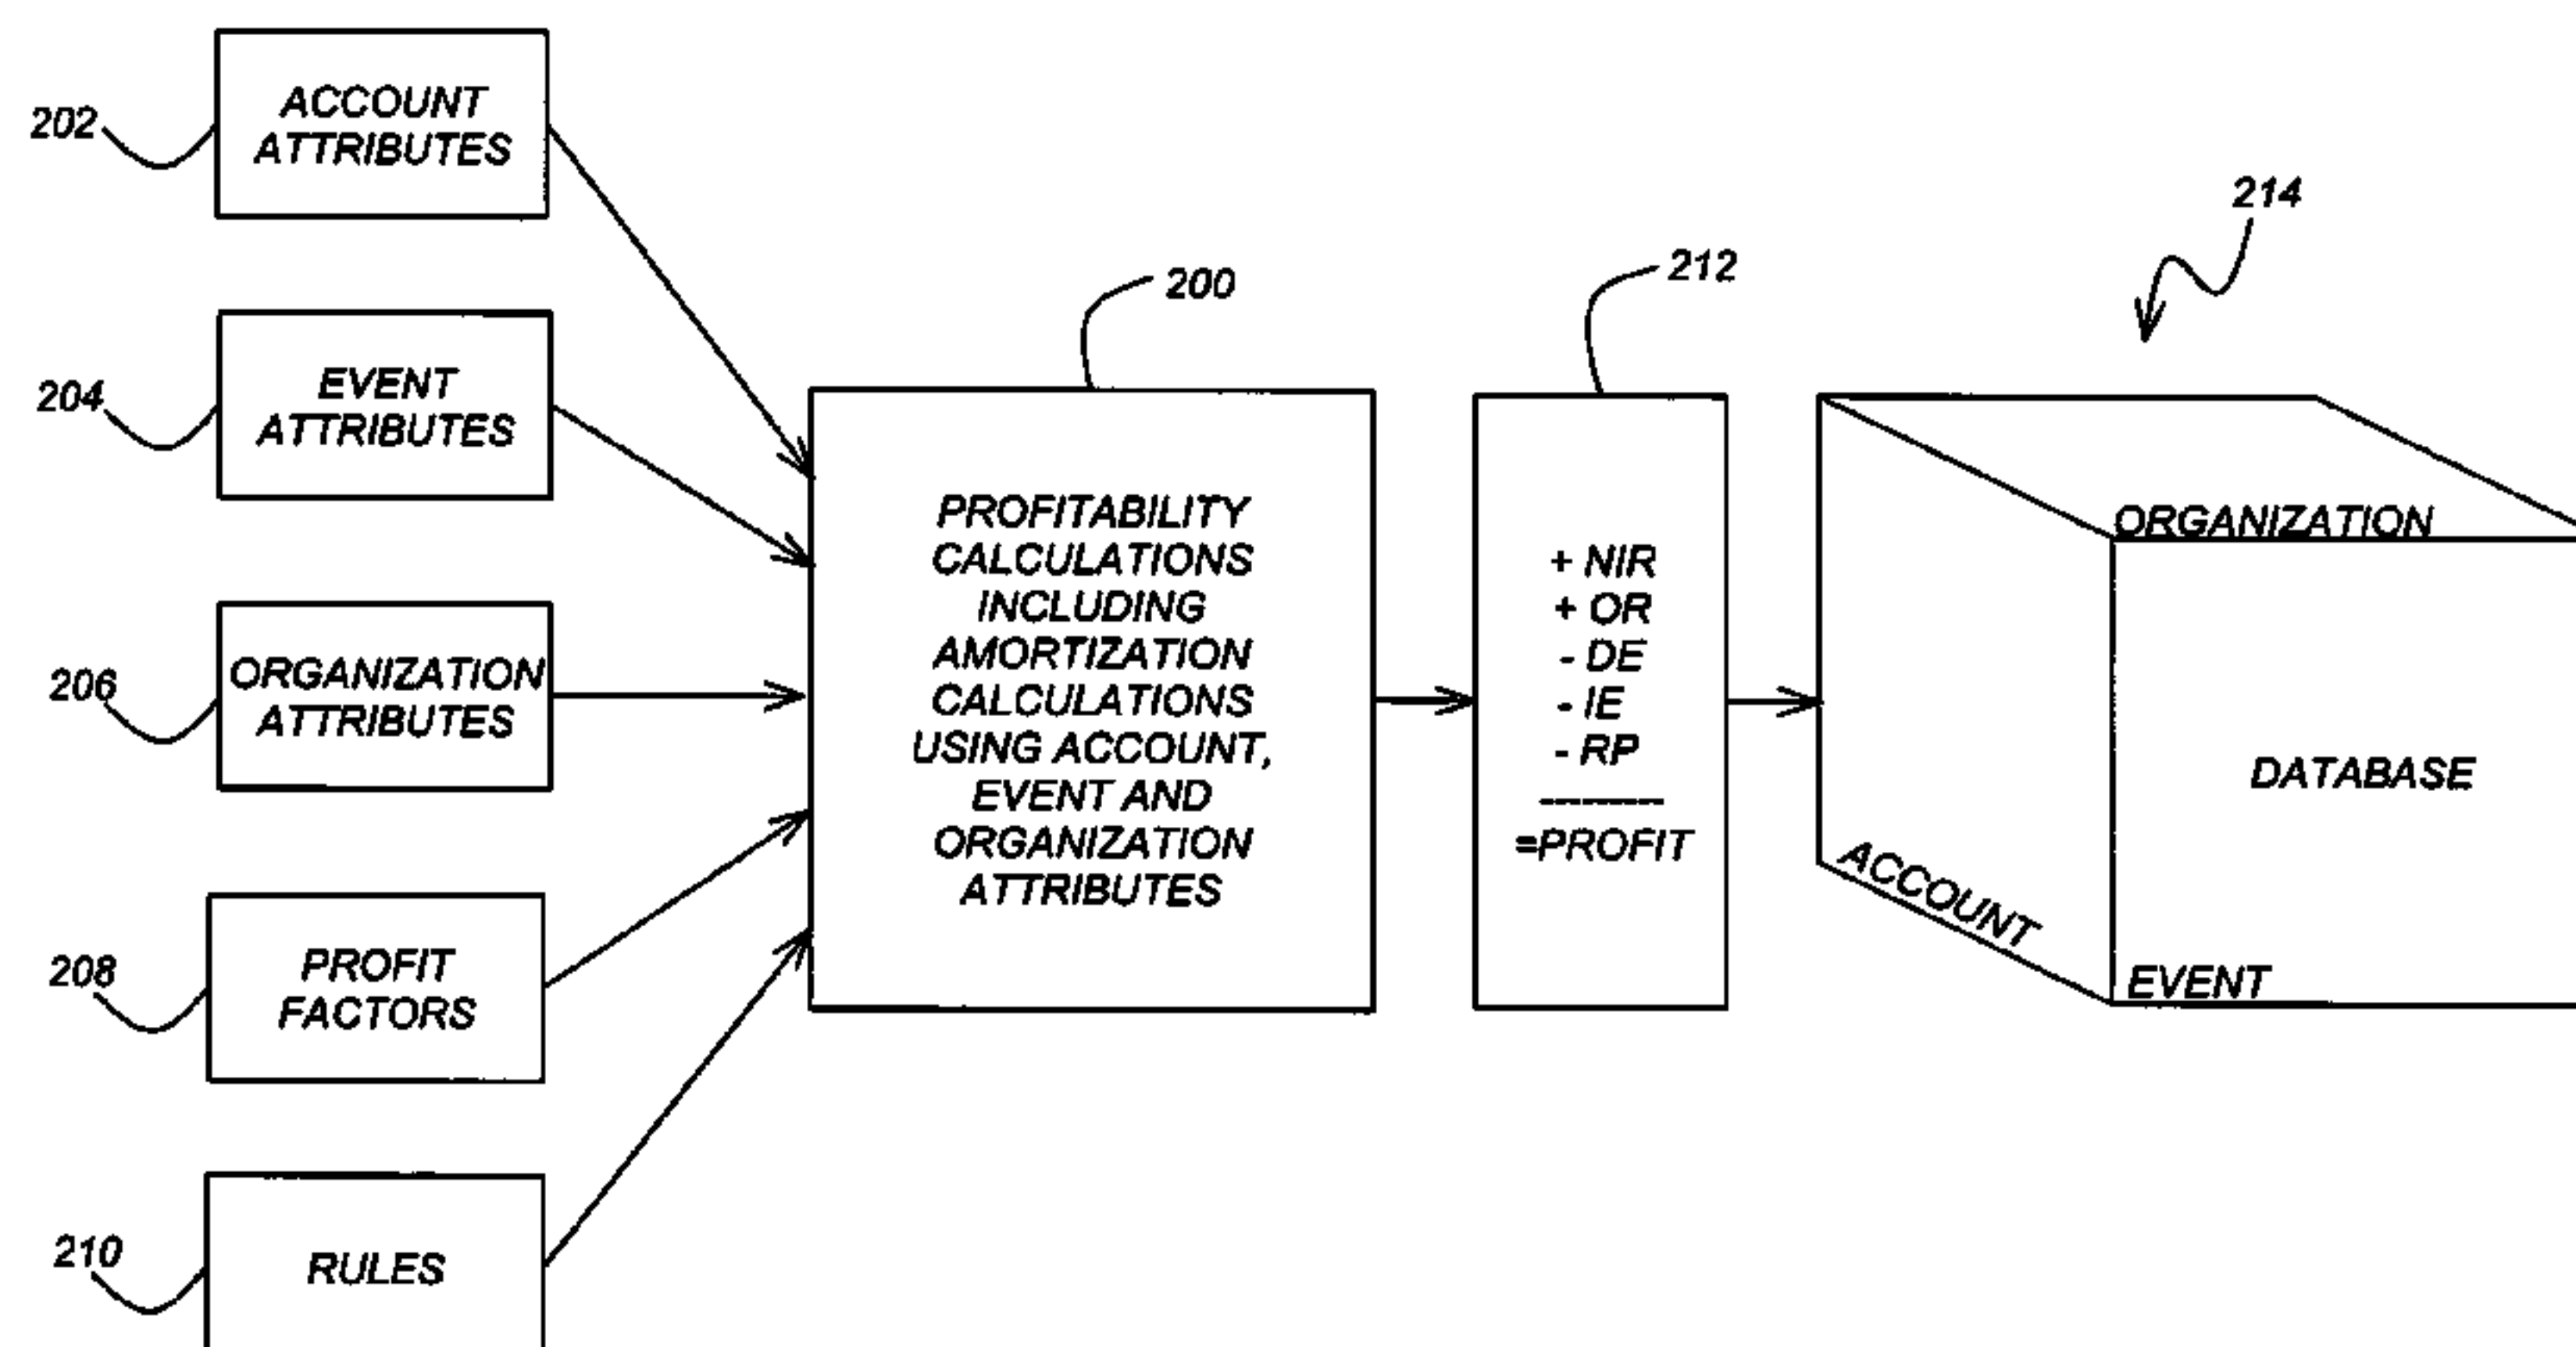 202
ACCOUNT
ATTRIBUTES
204
EVENT
ATTRIBUTES
206
ORGANIZATION
ATTRIBUTES
208
PROFIT
FACTORS
210
RULES
200
PROFITABILITY
CALCULATIONS
INCLUDING
AMORTIZATION
CALCULATIONS
USING ACCOUNT,
EVENT AND
ORGANIZATION
ATTRIBUTES
212
+ NIR
+ OR
- DE
- IE
- RP
---------
=PROFIT
214
ORGANIZATION
DATABASE
ACCOUNT
EVENT